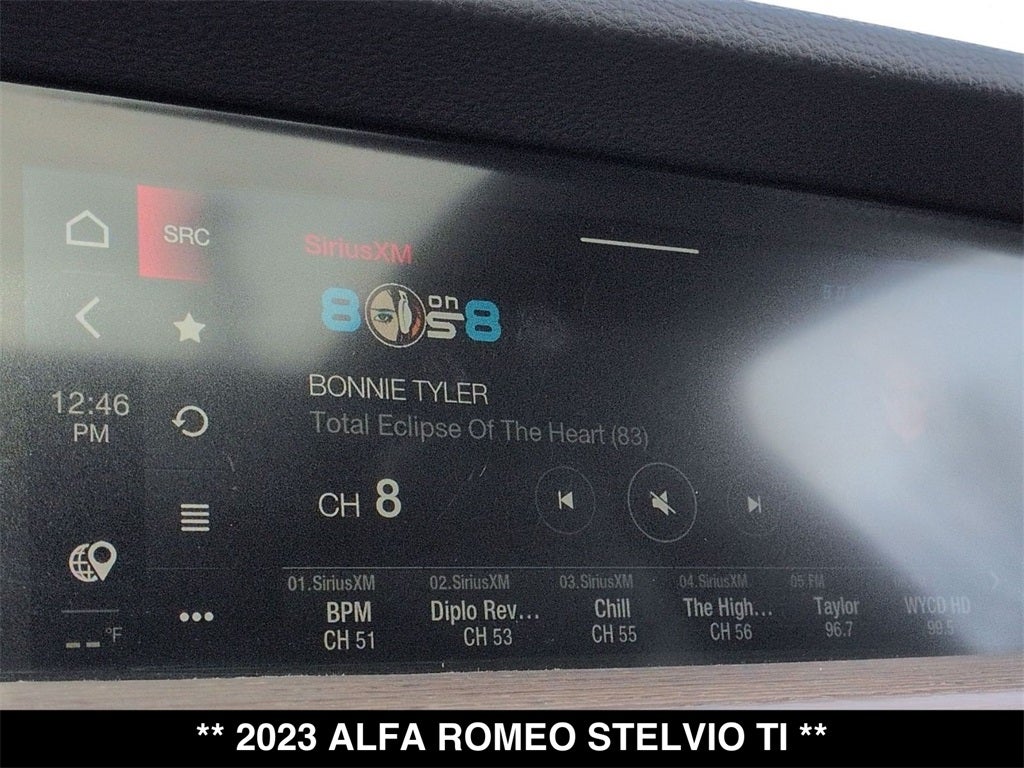 SRC
SiriusXM
8 on 8
BONNIE TYLER
Total Eclipse Of The Heart (83)
12:46
PM
CH 8
01.SiriusXM 02.SiriusXM 03.SiriusXM 04.SiriusXM 05.FM
BPM Diplo Rev... Chill The High... Taylor WYCD HD
CH 51 CH 53 CH 55 CH 56 96.7 99.5
--°F
** 2023 ALFA ROMEO STELVIO TI **